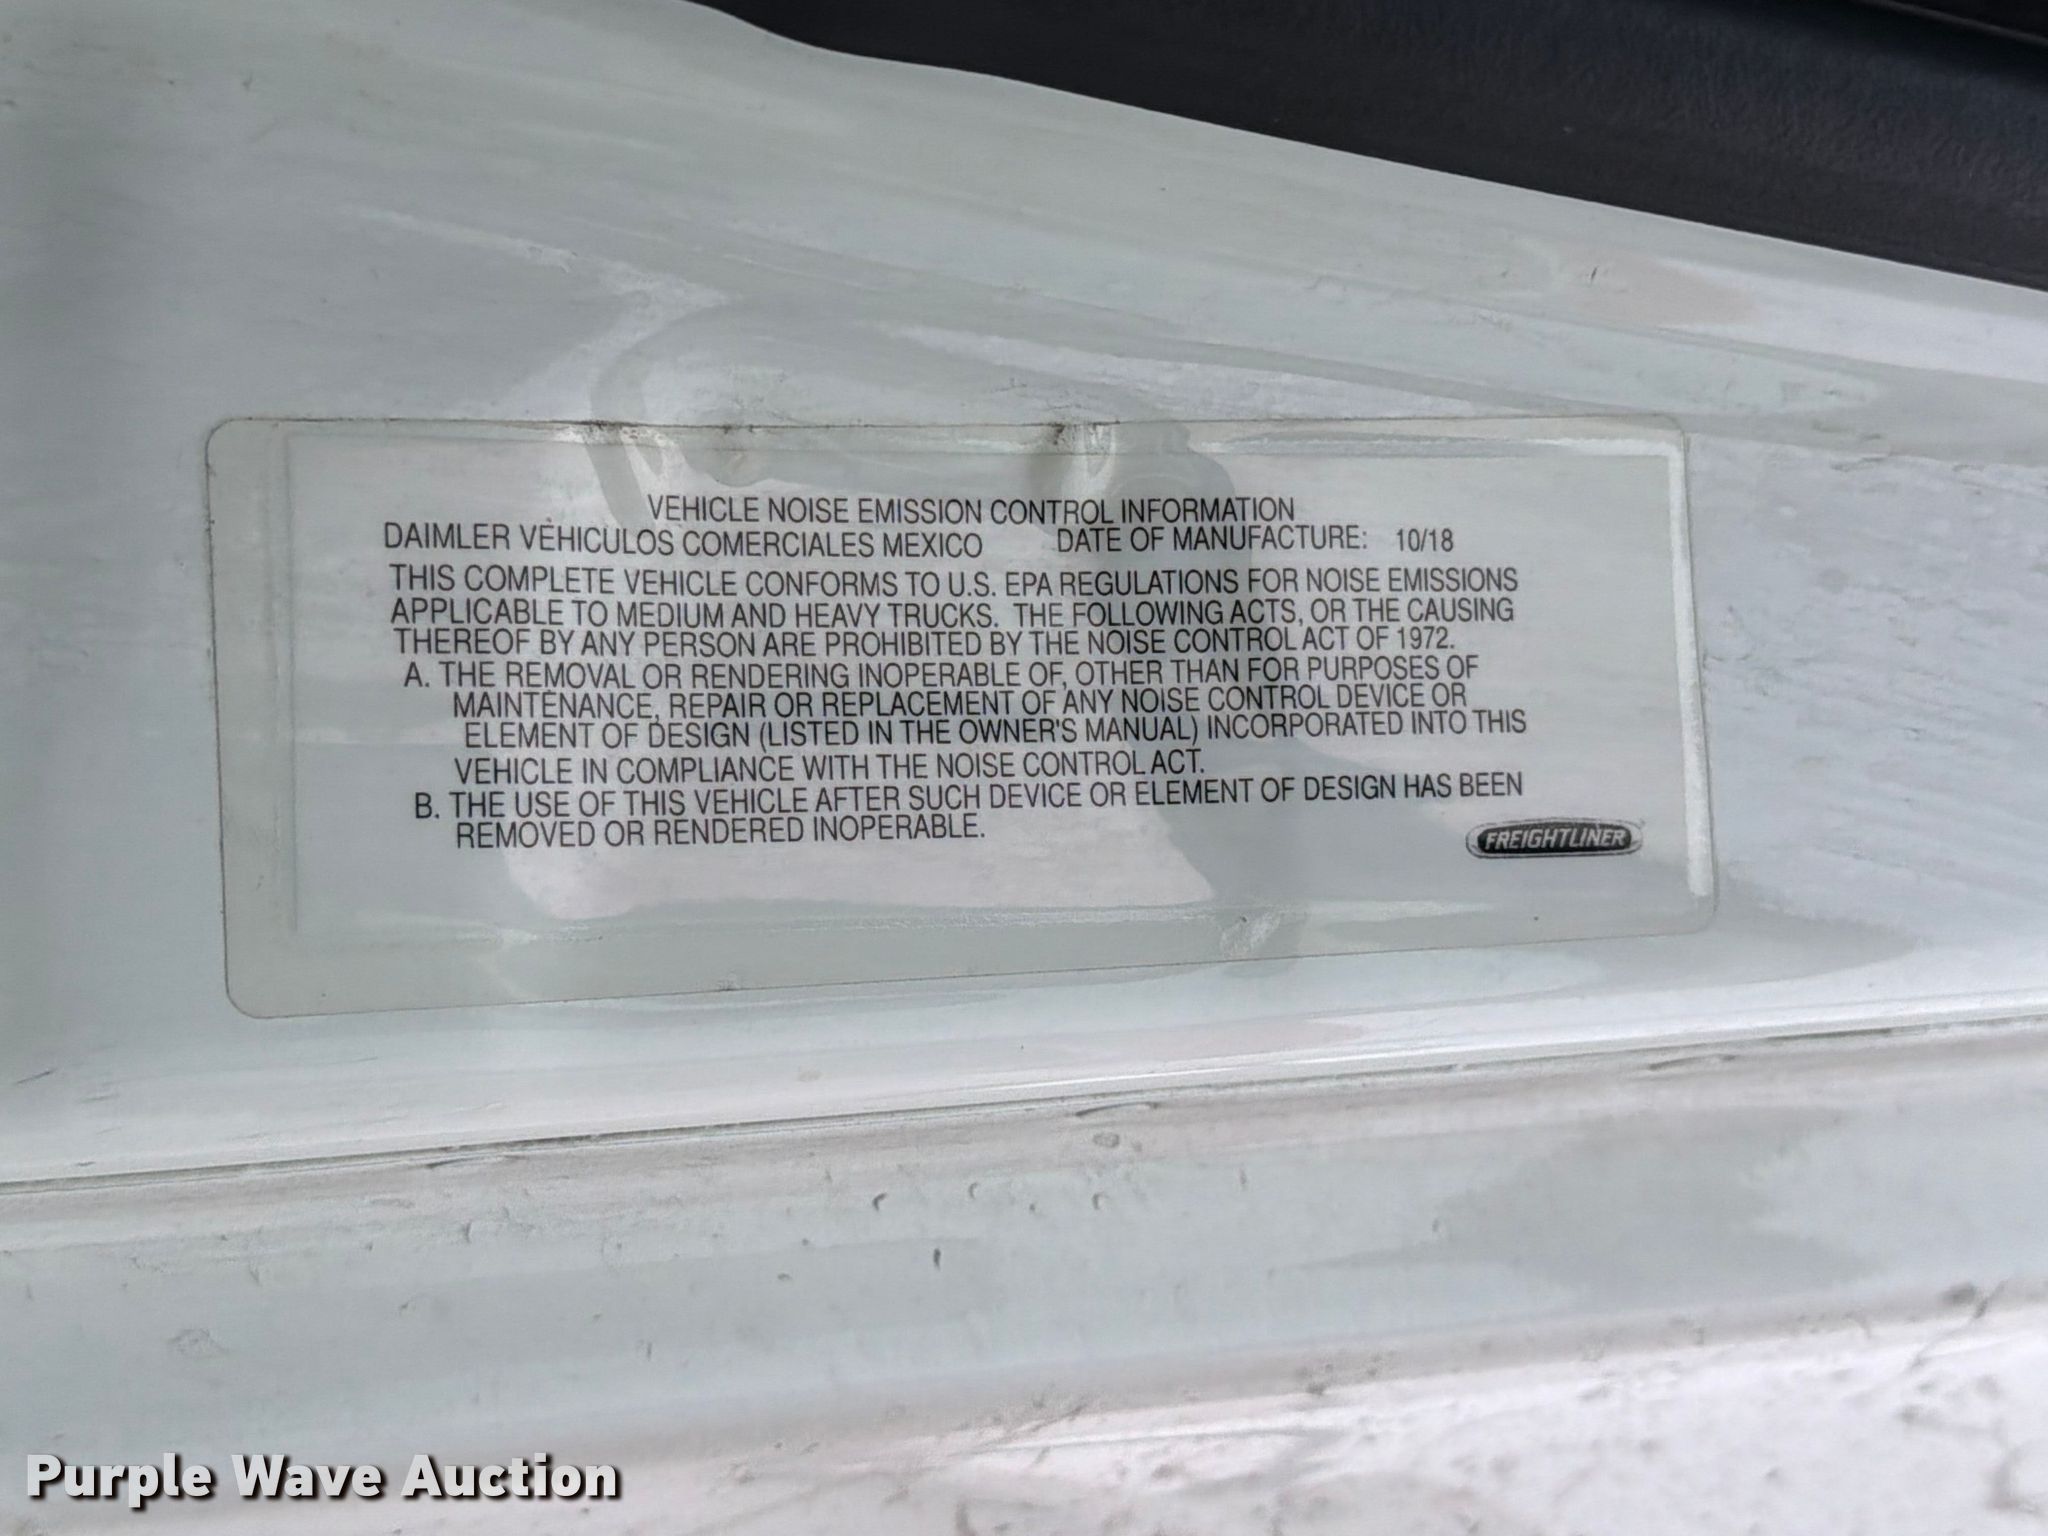 VEHICLE NOISE EMISSION CONTROL INFORMATION
DAIMLER VEHICULOS COMERCIALES MEXICO DATE OF MANUFACTURE: 10/18
THIS COMPLETE VEHICLE CONFORMS TO U.S. EPA REGULATIONS FOR NOISE EMISSIONS
APPLICABLE TO MEDIUM AND HEAVY TRUCKS. THE FOLLOWING ACTS, OR THE CAUSING
THEREOF BY ANY PERSON ARE PROHIBITED BY THE NOISE CONTROL ACT OF 1972.
A. THE REMOVAL OR RENDERING INOPERABLE OF, OTHER THAN FOR PURPOSES OF
MAINTENANCE, REPAIR OR REPLACEMENT OF ANY NOISE CONTROL DEVICE OR
ELEMENT OF DESIGN (LISTED IN THE OWNER'S MANUAL) INCORPORATED INTO THIS
VEHICLE IN COMPLIANCE WITH THE NOISE CONTROL ACT.
B. THE USE OF THIS VEHICLE AFTER SUCH DEVICE OR ELEMENT OF DESIGN HAS BEEN
REMOVED OR RENDERED INOPERABLE.
FREIGHTLINER
Purple Wave Auction